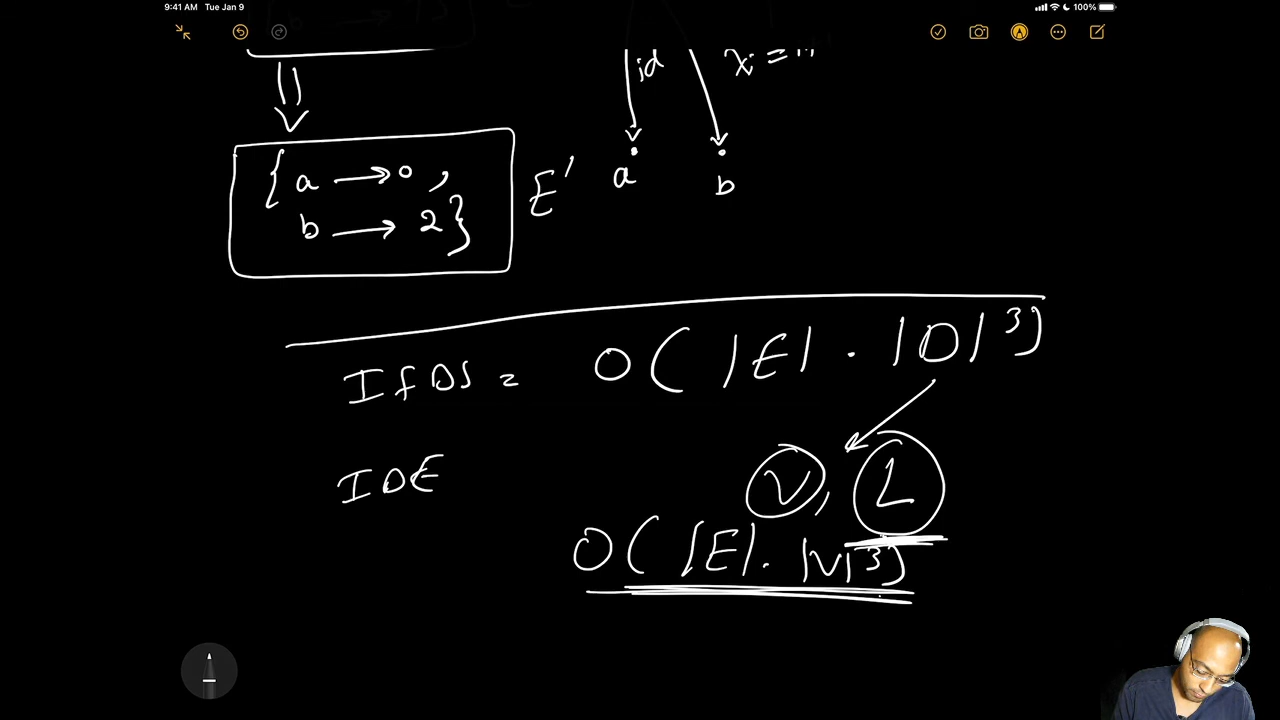 9:41 AM Tue Jan 9
100%
id
{ a → 0 ,
b → 2 }
E'
a
b
IfDS = O( |E| . |D|³ )
IDE
V, L
O( |E| . |V|³ )